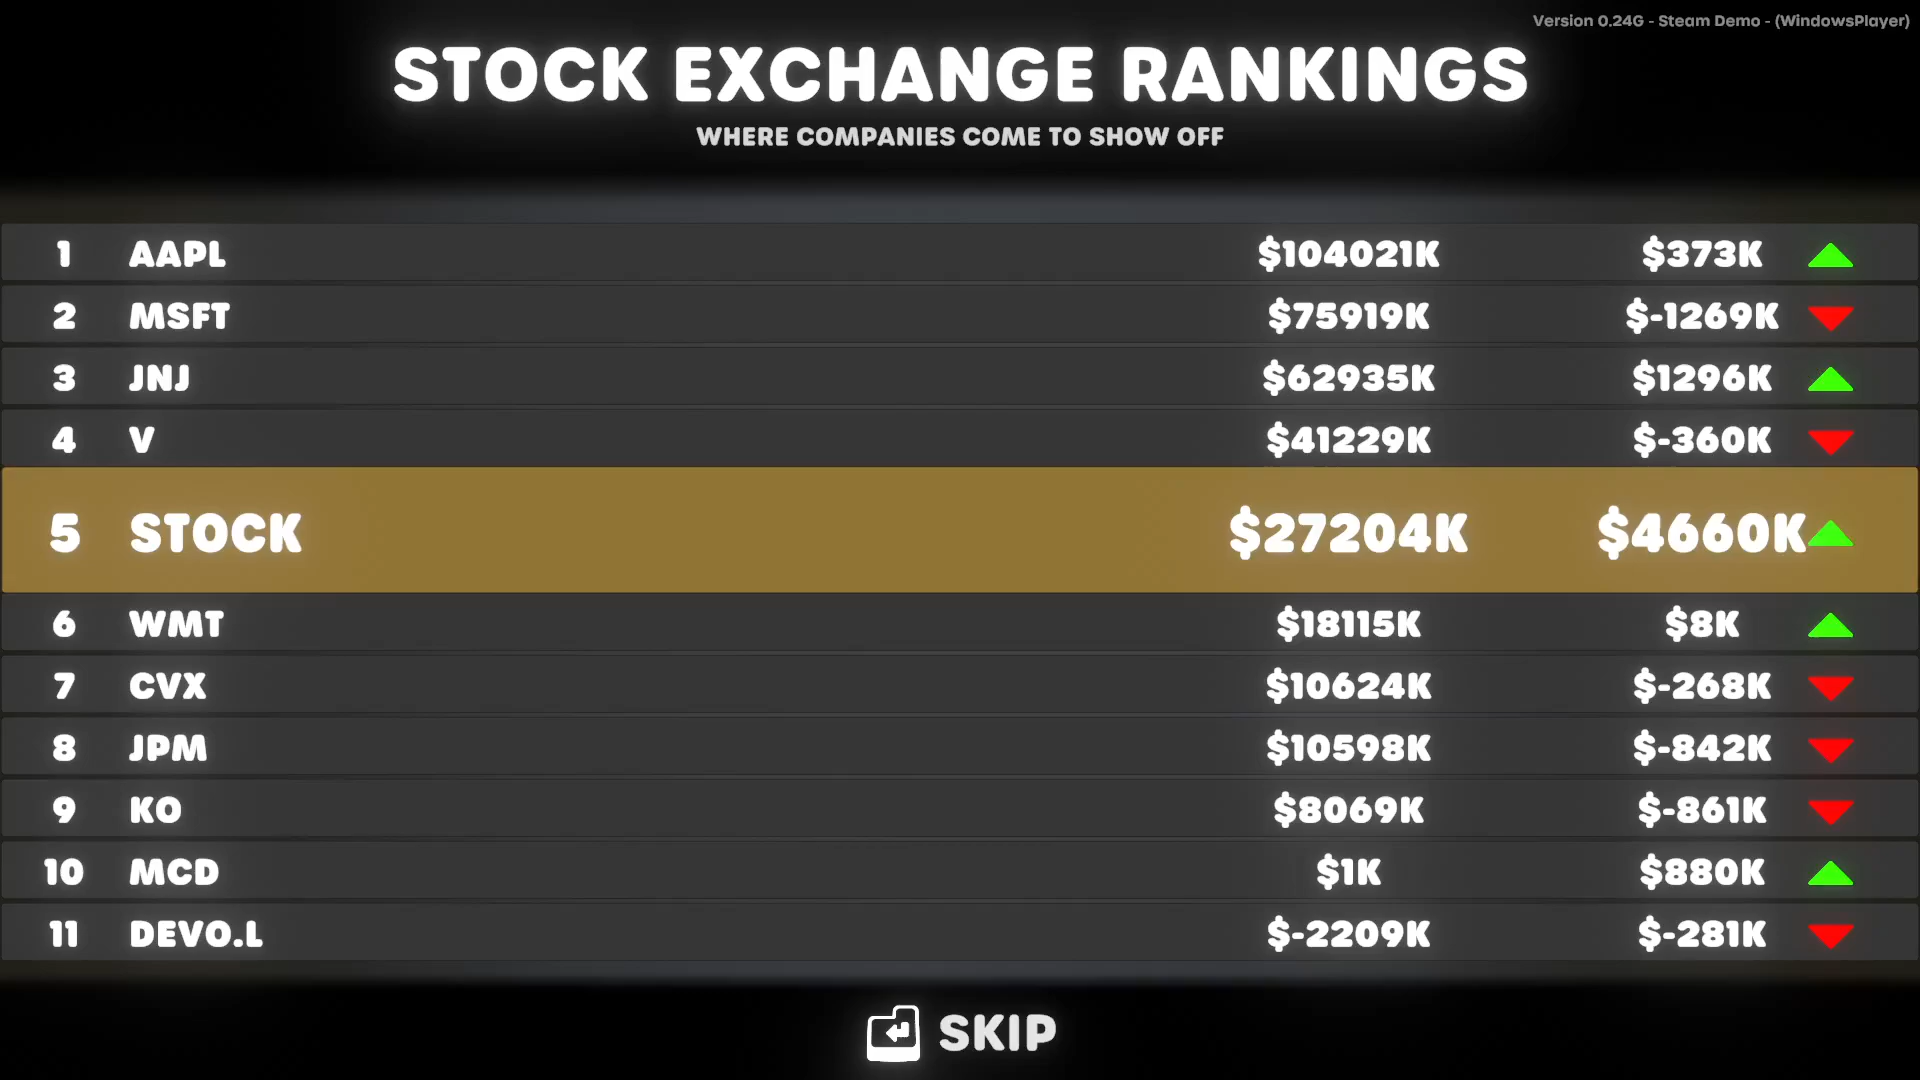 Version 0.24G - Steam Demo - (WindowsPlayer)
STOCK EXCHANGE RANKINGS
WHERE COMPANIES COME TO SHOW OFF
1 AAPL $104021K $373K
2 MSFT $75919K $-1269K
3 JNJ $62935K $1296K
4 V $41229K $-360K
5 STOCK $27204K $4660K
6 WMT $18115K $8K
7 CVX $10624K $-268K
8 JPM $10598K $-842K
9 KO $8069K $-861K
10 MCD $1K $880K
11 DEVO.L $-2209K $-281K
SKIP